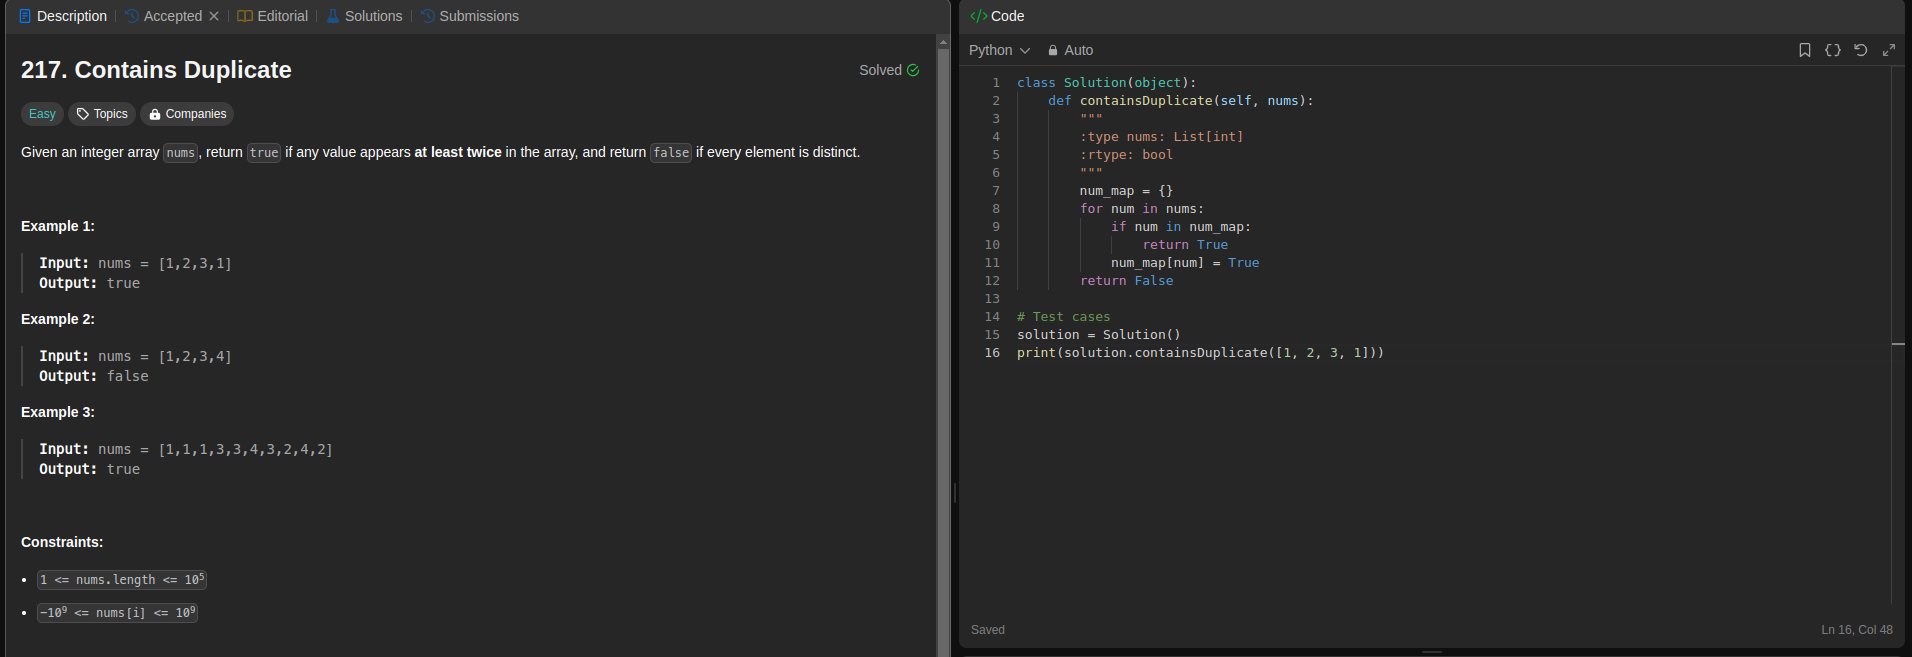 Description | Accepted | Editorial | Solutions | Submissions
217. Contains Duplicate
Solved
Easy Topics Companies
Given an integer array nums, return true if any value appears at least twice in the array, and return false if every element is distinct.
Example 1:
Input: nums = [1,2,3,1]
Output: true
Example 2:
Input: nums = [1,2,3,4]
Output: false
Example 3:
Input: nums = [1,1,1,3,3,4,3,2,4,2]
Output: true
Constraints:
• 1 <= nums.length <= 10⁵
• −10⁹ <= nums[i] <= 10⁹
</> Code
Python Auto
1 class Solution(object):
2     def containsDuplicate(self, nums):
3         """
4         :type nums: List[int]
5         :rtype: bool
6         """
7         num_map = {}
8         for num in nums:
9             if num in num_map:
10                 return True
11             num_map[num] = True
12         return False
13
14 # Test cases
15 solution = Solution()
16 print(solution.containsDuplicate([1, 2, 3, 1]))
Saved
Ln 16, Col 48